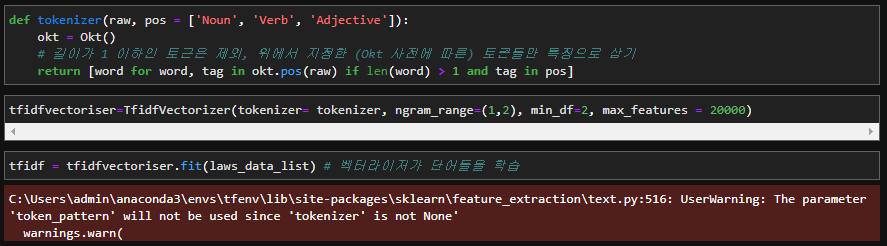 def tokenizer(raw, pos = ['Noun', 'Verb', 'Adjective']):
    okt = Okt()
    # 길이가 1 이하인 토근은 제외, 위에서 지정한 (Okt 사전에 따른) 토큰들만 특징으로 삼기
    return [word for word, tag in okt.pos(raw) if len(word) > 1 and tag in pos]
tfidfvectoriser=TfidfVectorizer(tokenizer= tokenizer, ngram_range=(1,2), min_df=2, max_features = 20000)
tfidf = tfidfvectoriser.fit(laws_data_list) # 벡터라이저가 단어들을 학습
C:\Users\admin\anaconda3\envs\tfenv\lib\site-packages\sklearn\feature_extraction\text.py:516: UserWarning: The parameter
'token_pattern' will not be used since 'tokenizer' is not None'
  warnings.warn(